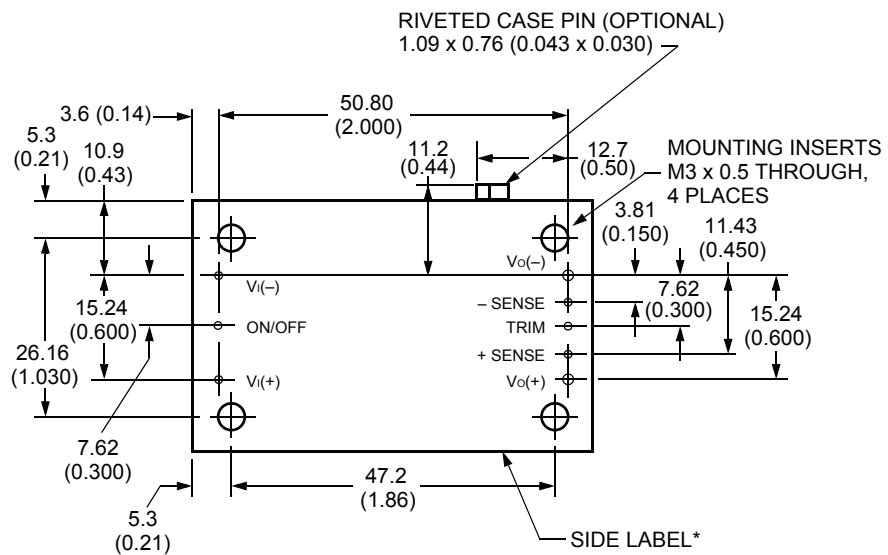 RIVETED CASE PIN (OPTIONAL)
1.09 x 0.76 (0.043 x 0.030)
3.6 (0.14)
50.80
(2.000)
5.3
(0.21)
10.9
(0.43)
11.2
(0.44)
12.7
(0.50)
MOUNTING INSERTS
M3 x 0.5 THROUGH,
4 PLACES
3.81
(0.150)
11.43
(0.450)
VI(–)
VO(–)
15.24
(0.600)
ON/OFF
– SENSE
TRIM
+ SENSE
7.62
(0.300)
15.24
(0.600)
26.16
(1.030)
VI(+)
VO(+)
7.62
(0.300)
47.2
(1.86)
5.3
(0.21)
SIDE LABEL*